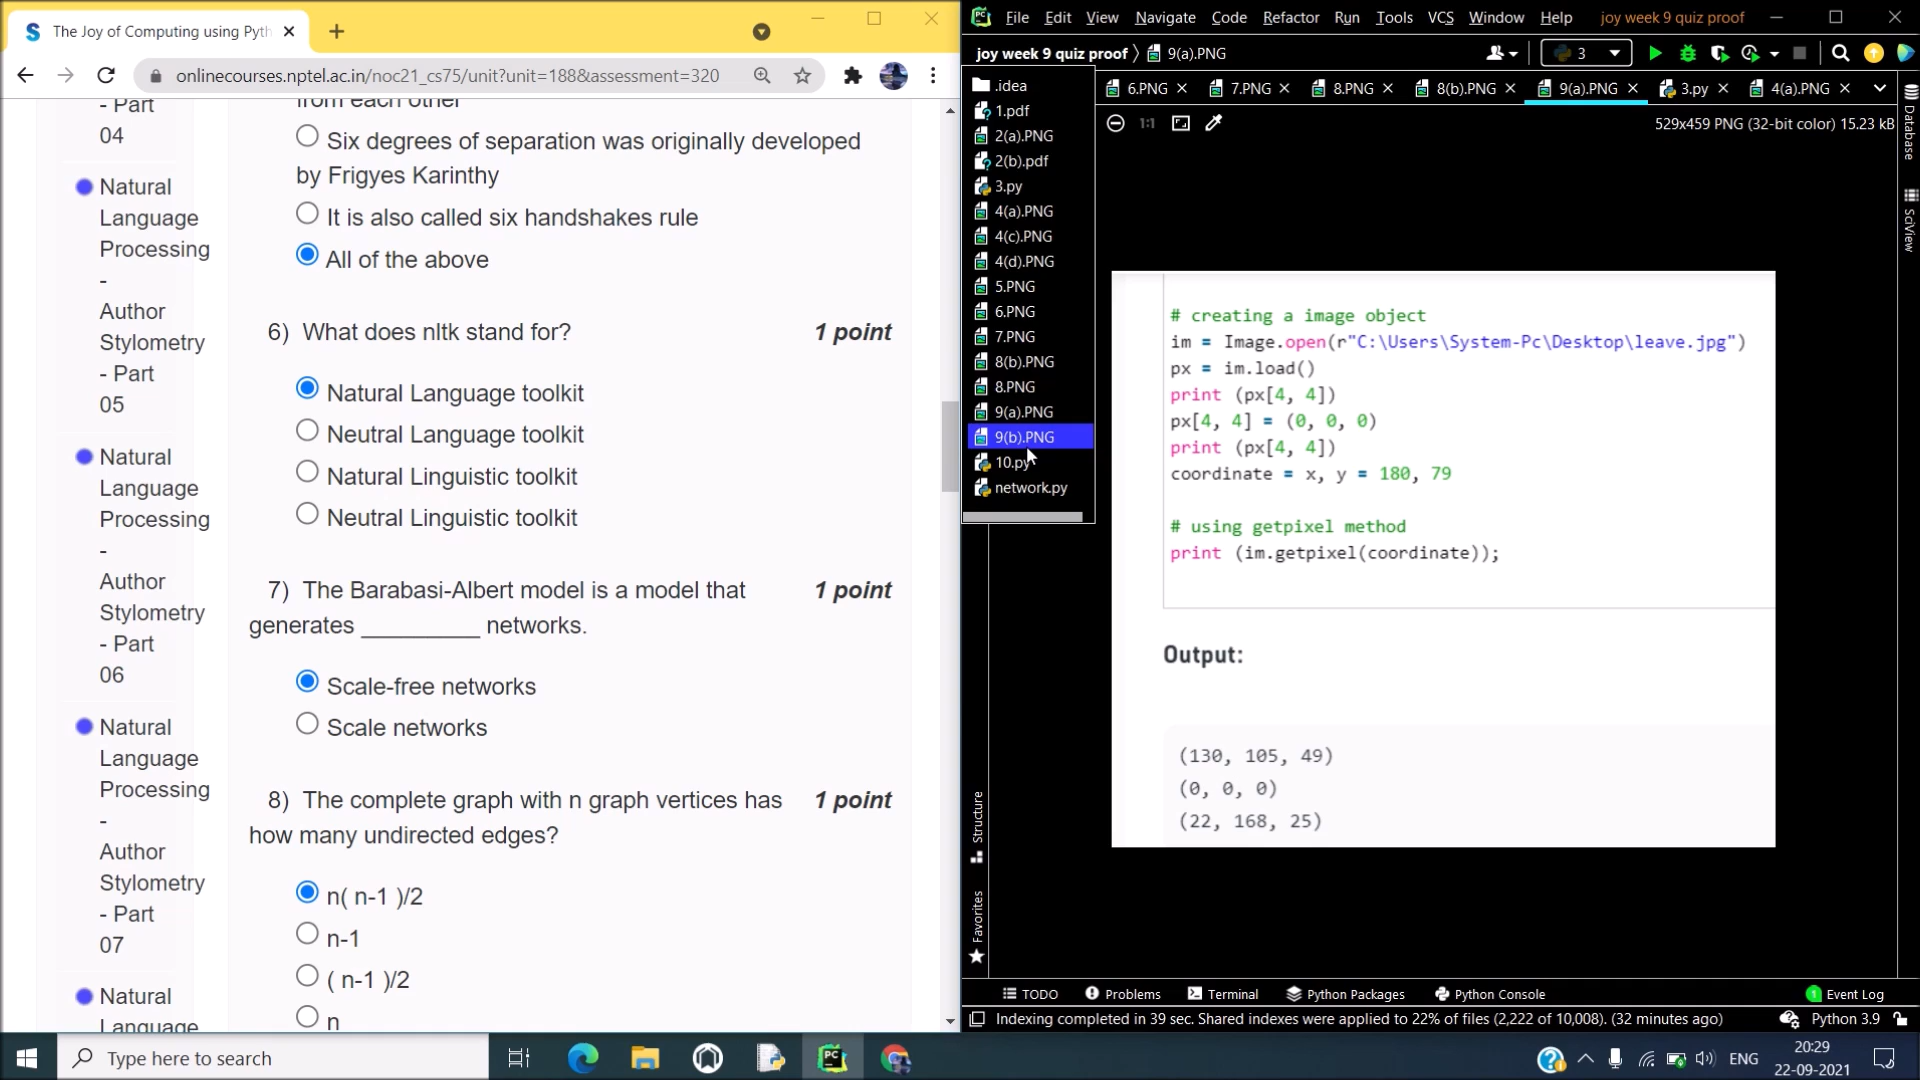 The Joy of Computing using Pyth
onlinecourses.nptel.ac.in/noc21_cs75/unit?unit=188&assessment=320
- Part
04
Natural
Language
Processing
-
Author
Stylometry
- Part
05
Natural
Language
Processing
-
Author
Stylometry
- Part
06
Natural
Language
Processing
-
Author
Stylometry
- Part
07
Natural
Language
from each other
Six degrees of separation was originally developed
by Frigyes Karinthy
It is also called six handshakes rule
All of the above
6) What does nltk stand for? 1 point
Natural Language toolkit
Neutral Language toolkit
Natural Linguistic toolkit
Neutral Linguistic toolkit
7) The Barabasi-Albert model is a model that 1 point
generates _________ networks.
Scale-free networks
Scale networks
8) The complete graph with n graph vertices has 1 point
how many undirected edges?
n( n-1 )/2
n-1
( n-1 )/2
n
PC File Edit View Navigate Code Refactor Run Tools VCS Window Help joy week 9 quiz proof
joy week 9 quiz proof 9(a).PNG 3
.idea
1.pdf
2(a).PNG
2(b).pdf
3.py
4(a).PNG
4(c).PNG
4(d).PNG
5.PNG
6.PNG
7.PNG
8(b).PNG
8.PNG
9(a).PNG
9(b).PNG
10.py
network.py
6.PNG 7.PNG 8.PNG 8(b).PNG 9(a).PNG 3.py 4(a).PNG
1:1 529x459 PNG (32-bit color) 15.23 kB
Database
SciView
# creating a image object
im = Image.open(r"C:\Users\System-Pc\Desktop\leave.jpg")
px = im.load()
print (px[4, 4])
px[4, 4] = (0, 0, 0)
print (px[4, 4])
coordinate = x, y = 180, 79
# using getpixel method
print (im.getpixel(coordinate));
Output:
(130, 105, 49)
(0, 0, 0)
(22, 168, 25)
Structure
Favorites
TODO Problems Terminal Python Packages Python Console 1 Event Log
Indexing completed in 39 sec. Shared indexes were applied to 22% of files (2,222 of 10,008). (32 minutes ago) Python 3.9
Type here to search
PC
ENG
20:29
22-09-2021